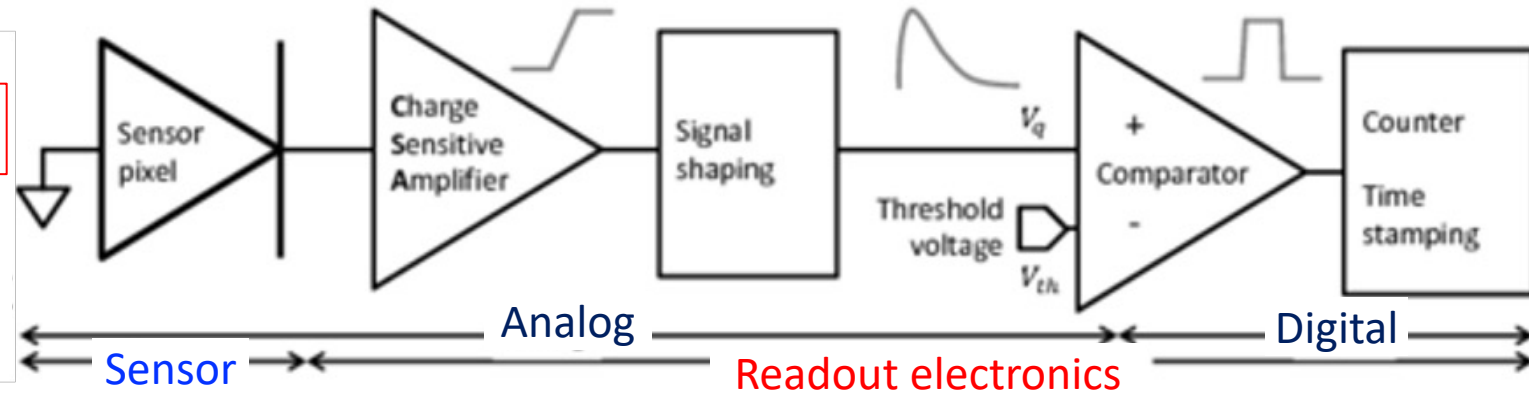 Sensor
pixel
Charge
Sensitive
Amplifier
Signal
shaping
V_q
Threshold
voltage
V_th
+
Comparator
-
Counter
Time
stamping
Analog
Digital
Sensor
Readout electronics